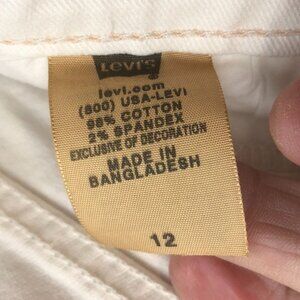 Levi's
levi.com
(800) USA-LEVI
98% COTTON
2% SPANDEX
EXCLUSIVE OF DECORATION
MADE IN
BANGLADESH
12